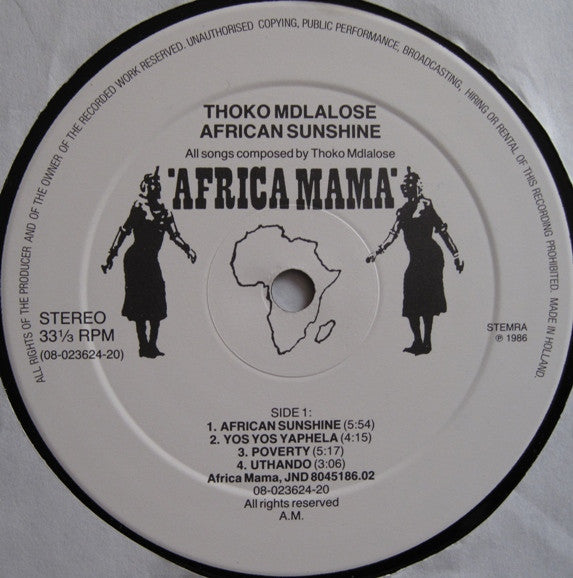 ALL RIGHTS OF THE PRODUCER AND OF THE OWNER OF THE RECORDED WORK RESERVED. UNAUTHORISED COPYING, PUBLIC PERFORMANCE, BROADCASTING, HIRING OR RENTAL OF THIS RECORDING PROHIBITED. MADE IN HOLLAND.
THOKO MDLALOSE
AFRICAN SUNSHINE
All songs composed by Thoko Mdlalose
"AFRICA MAMA"
STEREO
33⅓ RPM
(08-023624-20)
STEMRA
℗ 1986
SIDE 1:
1. AFRICAN SUNSHINE (5:54)
2. YOS YOS YAPHELA (4:15)
3. POVERTY (5:17)
4. UTHANDO (3:06)
Africa Mama, JND 8045186.02
08-023624-20
All rights reserved
A.M.